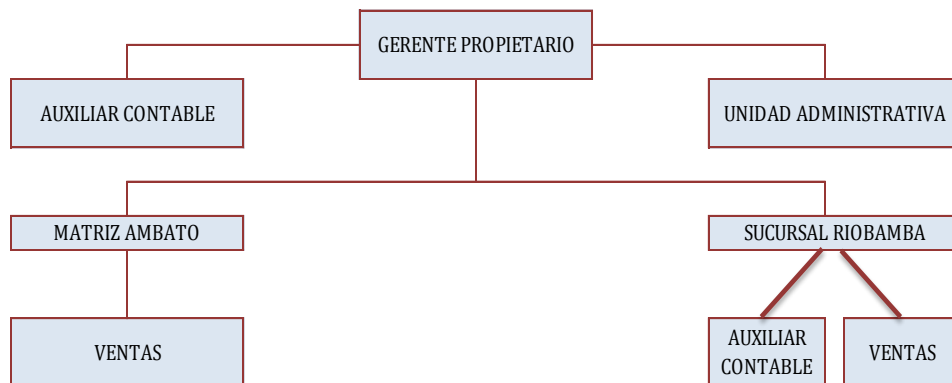 GERENTE PROPIETARIO
AUXILIAR CONTABLE
UNIDAD ADMINISTRATIVA
MATRIZ AMBATO
SUCURSAL RIOBAMBA
VENTAS
AUXILIAR
CONTABLE
VENTAS